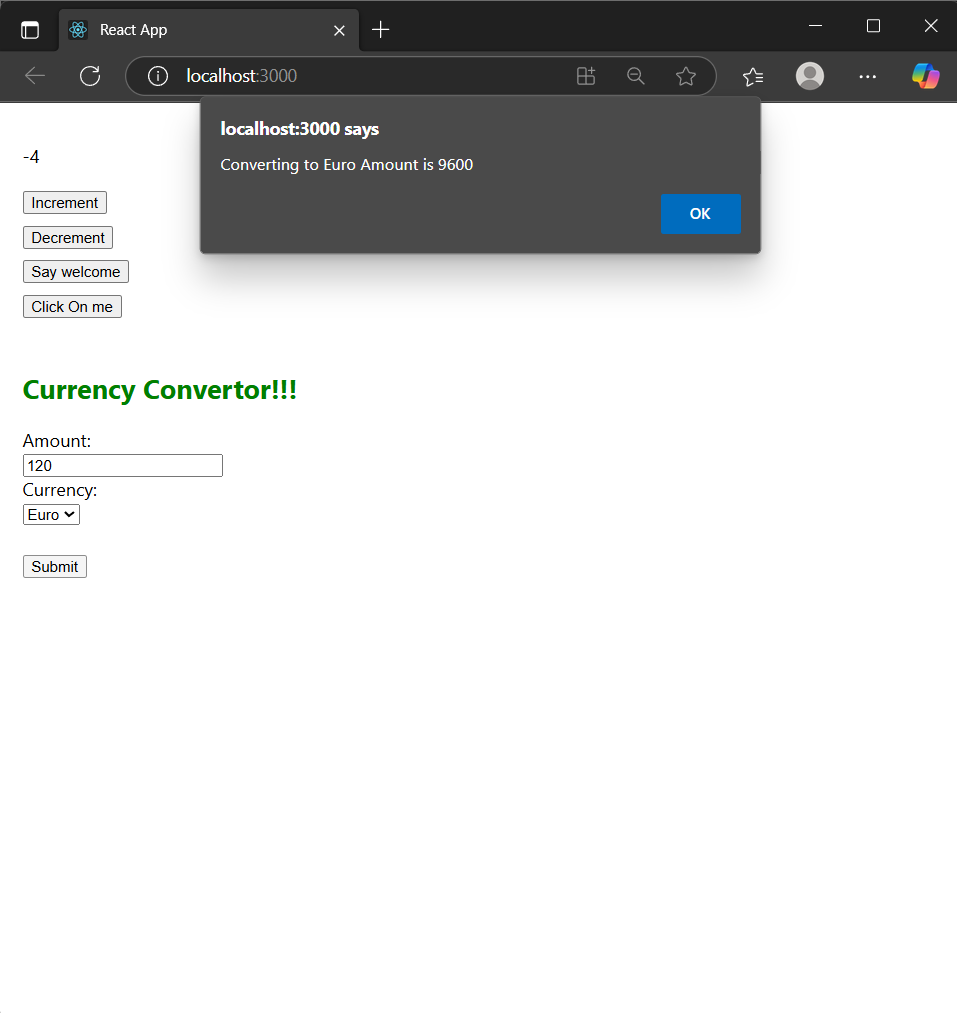 React App
localhost:3000
localhost:3000 says
Converting to Euro Amount is 9600
OK
-4
Increment
Decrement
Say welcome
Click On me
Currency Convertor!!!
Amount:
120
Currency:
Euro
Submit